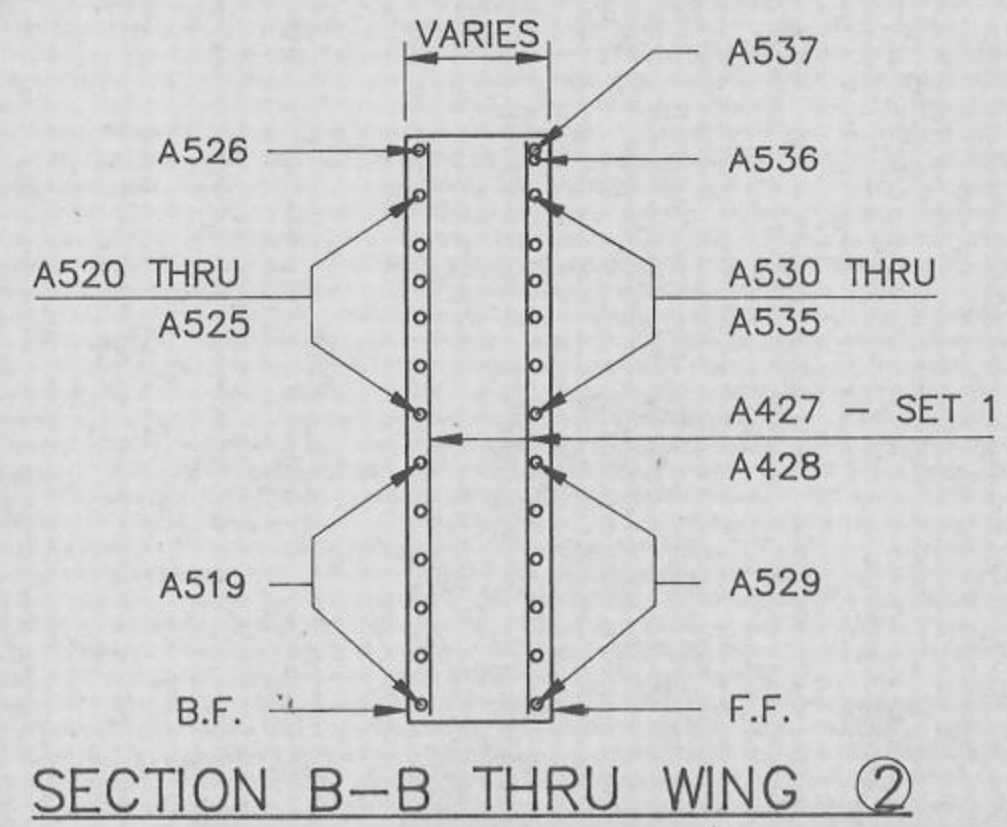 VARIES
A537
A526
A536
A520 THRU
A525
A530 THRU
A535
A427 — SET 1
A428
A519
A529
B.F.
F.F.
SECTION B—B THRU WING ②